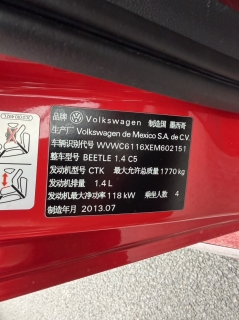 品牌 Volkswagen 制造国 墨西哥
生产厂 Volkswagen de Mexico S.A. de C.V.
车辆识别代号 WVWC6116XEM602151
整车型号 BEETLE 1.4 C5
发动机型号 CTK 最大允许总质量 1770 kg
发动机排量 1.4 L
发动机最大净功率 118 kW 乘坐人数 4
制造年月 2013.07